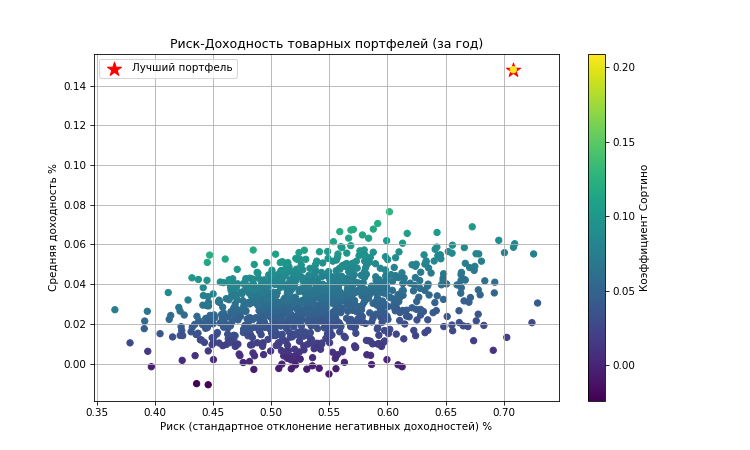 Риск-Доходность товарных портфелей (за год)
Лучший портфель
Средняя доходность %
0.14
0.12
0.10
0.08
0.06
0.04
0.02
0.00
0.35 0.40 0.45 0.50 0.55 0.60 0.65 0.70
Риск (стандартное отклонение негативных доходностей) %
0.20
0.15
0.10
0.05
0.00
Коэффициент Сортино